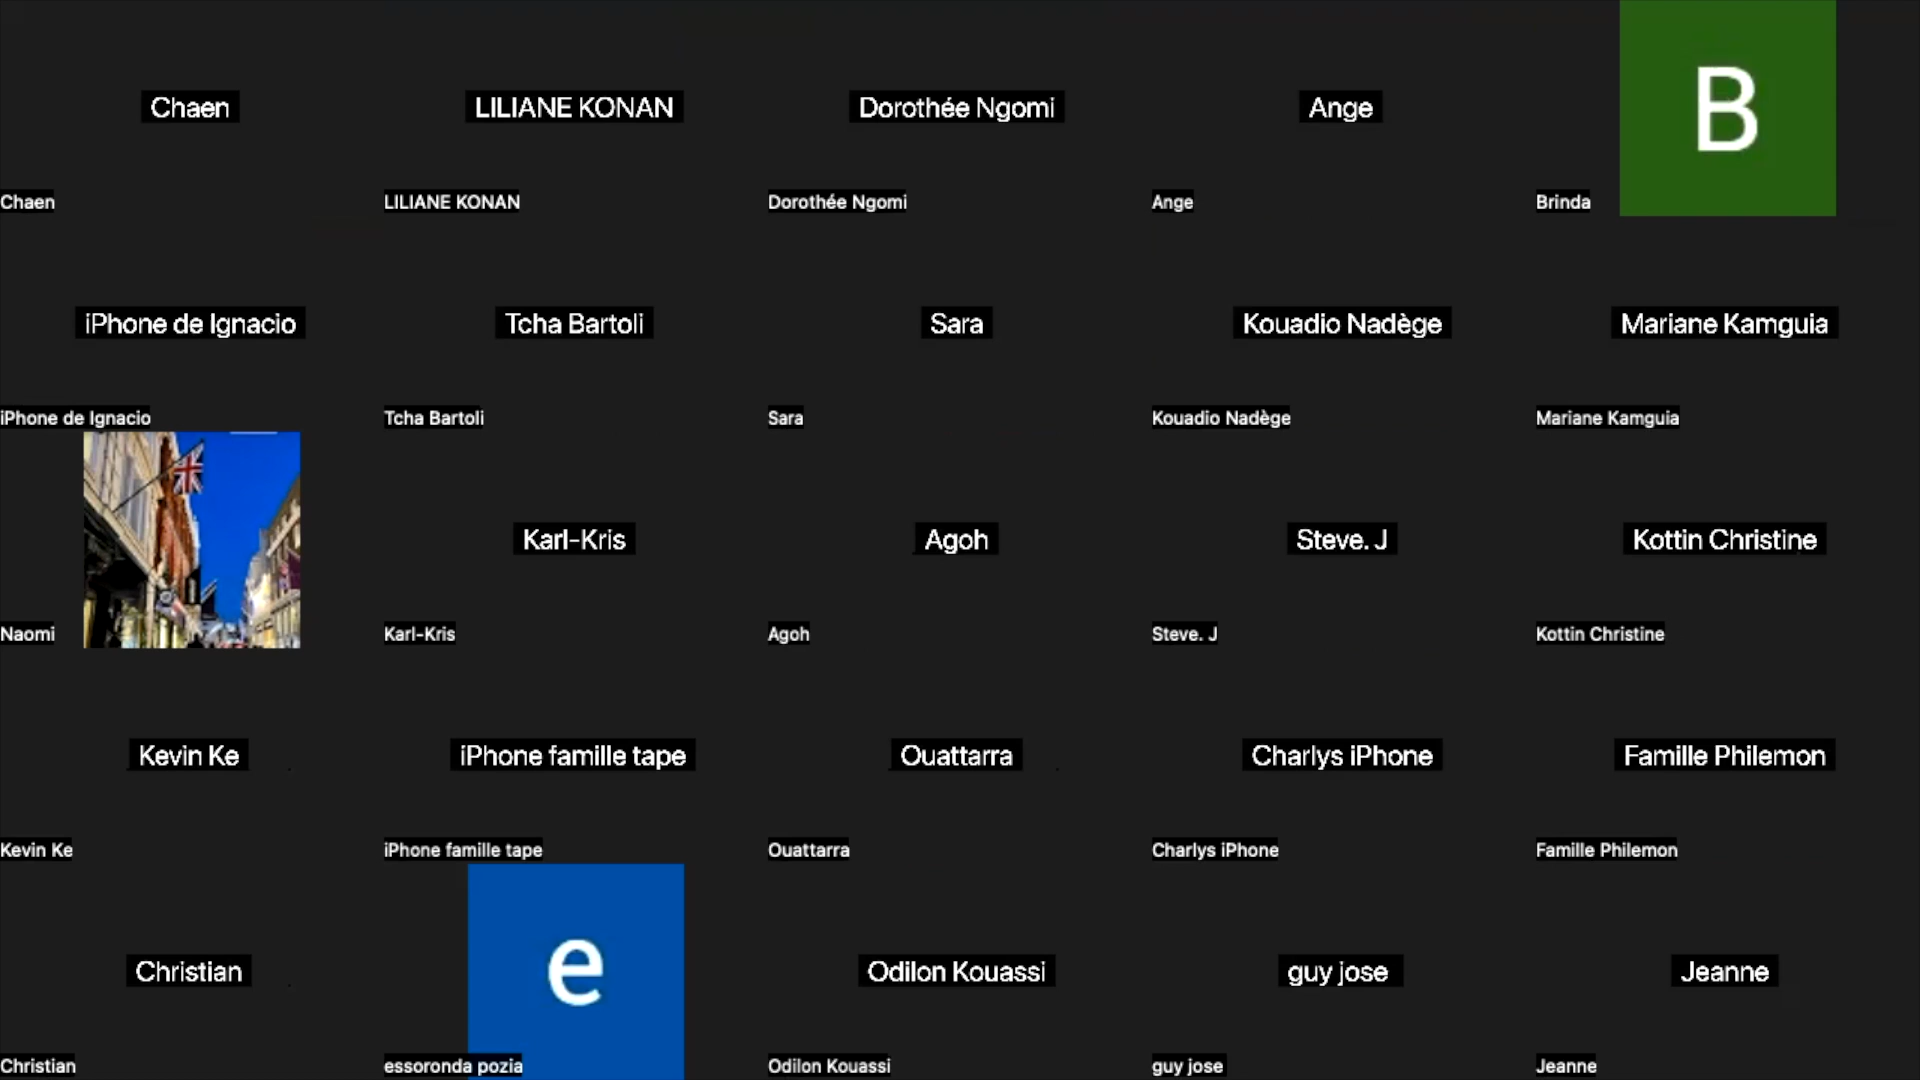 Chaen
LILIANE KONAN
Dorothée Ngomi
Ange
B
Chaen
LILIANE KONAN
Dorothée Ngomi
Ange
Brinda
iPhone de Ignacio
Tcha Bartoli
Sara
Kouadio Nadège
Mariane Kamguia
iPhone de Ignacio
Tcha Bartoli
Sara
Kouadio Nadège
Mariane Kamguia
Karl-Kris
Agoh
Steve. J
Kottin Christine
Naomi
Karl-Kris
Agoh
Steve. J
Kottin Christine
Kevin Ke
iPhone famille tape
Ouattarra
Charlys iPhone
Famille Philemon
Kevin Ke
iPhone famille tape
Ouattarra
Charlys iPhone
Famille Philemon
Christian
e
Odilon Kouassi
guy jose
Jeanne
Christian
essoronda pozia
Odilon Kouassi
guy jose
Jeanne